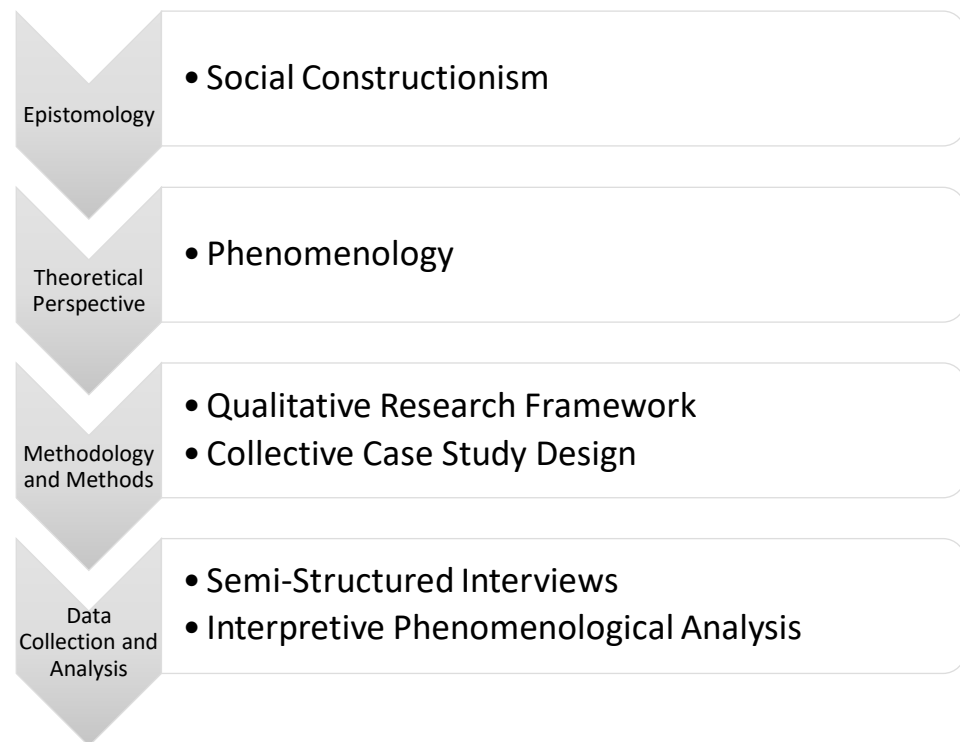 Epistomology
• Social Constructionism
Theoretical
Perspective
• Phenomenology
Methodology
and Methods
• Qualitative Research Framework
• Collective Case Study Design
Data
Collection and
Analysis
• Semi-Structured Interviews
• Interpretive Phenomenological Analysis